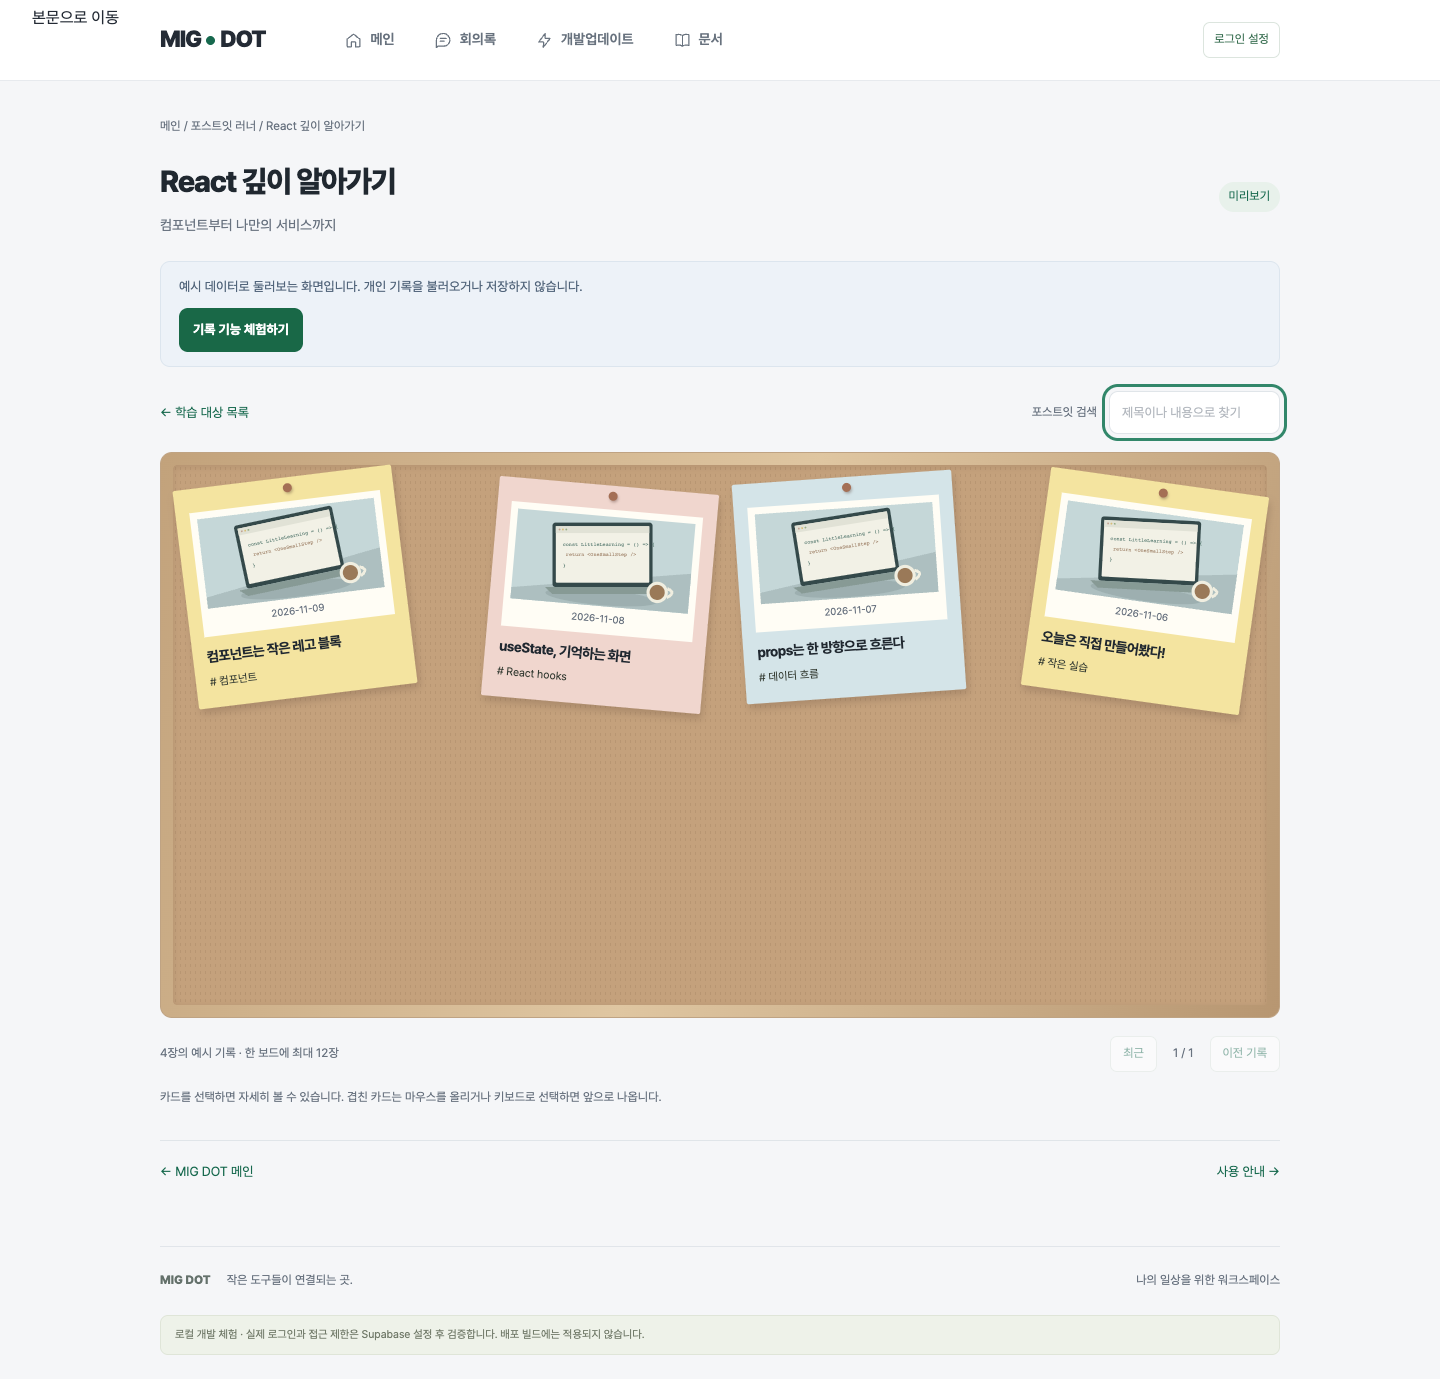 본문으로 이동
MIG DOT
메인
회의록
개발업데이트
문서
로그인 설정
메인 / 포스트잇 러너 / React 깊이 알아가기
React 깊이 알아가기
미리보기
컴포넌트부터 나만의 서비스까지
예시 데이터로 둘러보는 화면입니다. 개인 기록을 불러오거나 저장하지 않습니다.
기록 기능 체험하기
← 학습 대상 목록
포스트잇 검색
제목이나 내용으로 찾기
const LittleLearning = () =>
return <OneSmallStep />
}
2026-11-09
컴포넌트는 작은 레고 블록
# 컴포넌트
const LittleLearning = () =>
return <OneSmallStep />
}
2026-11-08
useState, 기억하는 화면
# React hooks
const LittleLearning = () =>
return <OneSmallStep />
}
2026-11-07
props는 한 방향으로 흐른다
# 데이터 흐름
const LittleLearning = () =>
return <OneSmallStep />
}
2026-11-06
오늘은 직접 만들어봤다!
# 작은 실습
4장의 예시 기록 · 한 보드에 최대 12장
최근
1 / 1
이전 기록
카드를 선택하면 자세히 볼 수 있습니다. 겹친 카드는 마우스를 올리거나 키보드로 선택하면 앞으로 나옵니다.
← MIG DOT 메인
사용 안내 →
MIG DOT 작은 도구들이 연결되는 곳.
나의 일상을 위한 워크스페이스
로컬 개발 체험 · 실제 로그인과 접근 제한은 Supabase 설정 후 검증합니다. 배포 빌드에는 적용되지 않습니다.